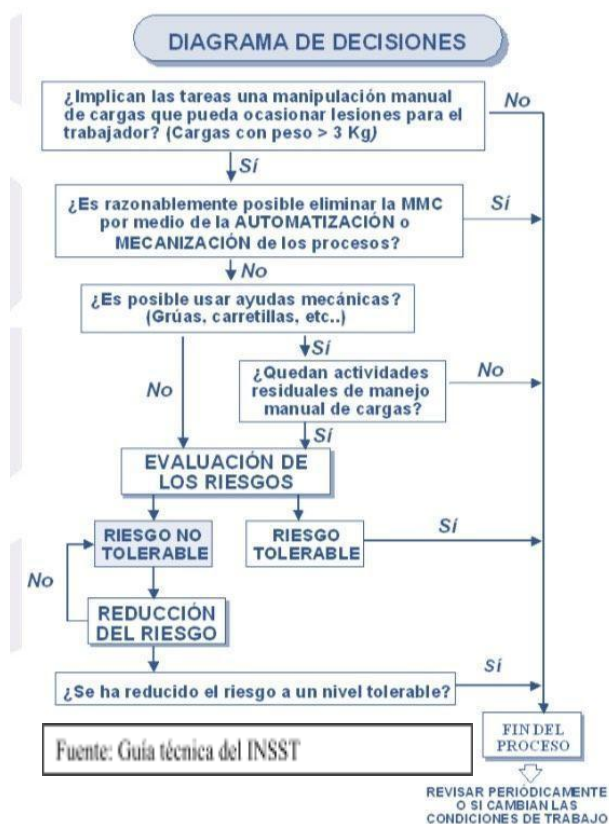 DIAGRAMA DE DECISIONES
¿Implican las tareas una manipulación manual
de cargas que pueda ocasionar lesiones para el
trabajador? (Cargas con peso > 3 Kg)
No
Sí
¿Es razonablemente posible eliminar la MMC
por medio de la AUTOMATIZACIÓN o
MECANIZACIÓN de los procesos?
Sí
No
¿Es posible usar ayudas mecánicas?
(Grúas, carretillas, etc..)
Sí
No
¿Quedan actividades
residuales de manejo
manual de cargas?
No
Sí
EVALUACIÓN DE
LOS RIESGOS
RIESGO NO
TOLERABLE
RIESGO
TOLERABLE
Sí
No
REDUCCIÓN
DEL RIESGO
¿Se ha reducido el riesgo a un nivel tolerable?
Sí
Fuente: Guía técnica del INSST
FIN DEL
PROCESO
REVISAR PERIÓDICAMENTE
O SI CAMBIAN LAS
CONDICIONES DE TRABAJO